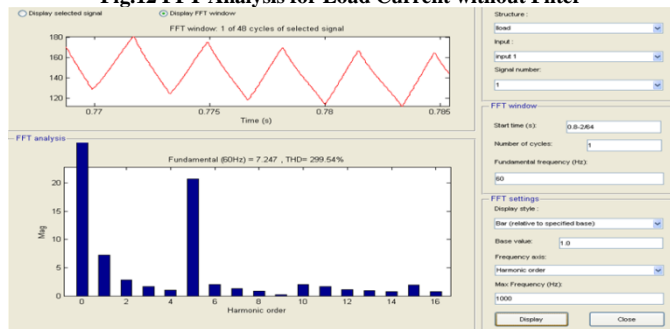 Fig.12 FFT Analysis for Load Current without Filter
Display selected signal
Display FFT window
FFT window: 1 of 48 cycles of selected signal
180
160
140
120
0.77
0.775
0.78
0.785
Time (s)
FFT analysis
Fundamental (60Hz) = 7.247 , THD= 299.54%
20
15
10
5
0
Mag
0
2
4
6
8
10
12
14
16
Harmonic order
Structure :
Iload
Input :
input 1
Signal number:
1
FFT window
Start time (s):
0.8-2/64
Number of cycles:
1
Fundamental frequency (Hz):
60
FFT settings
Display style :
Bar (relative to specified base)
Base value:
1.0
Frequency axis:
Harmonic order
Max Frequency (Hz):
1000
Display
Close